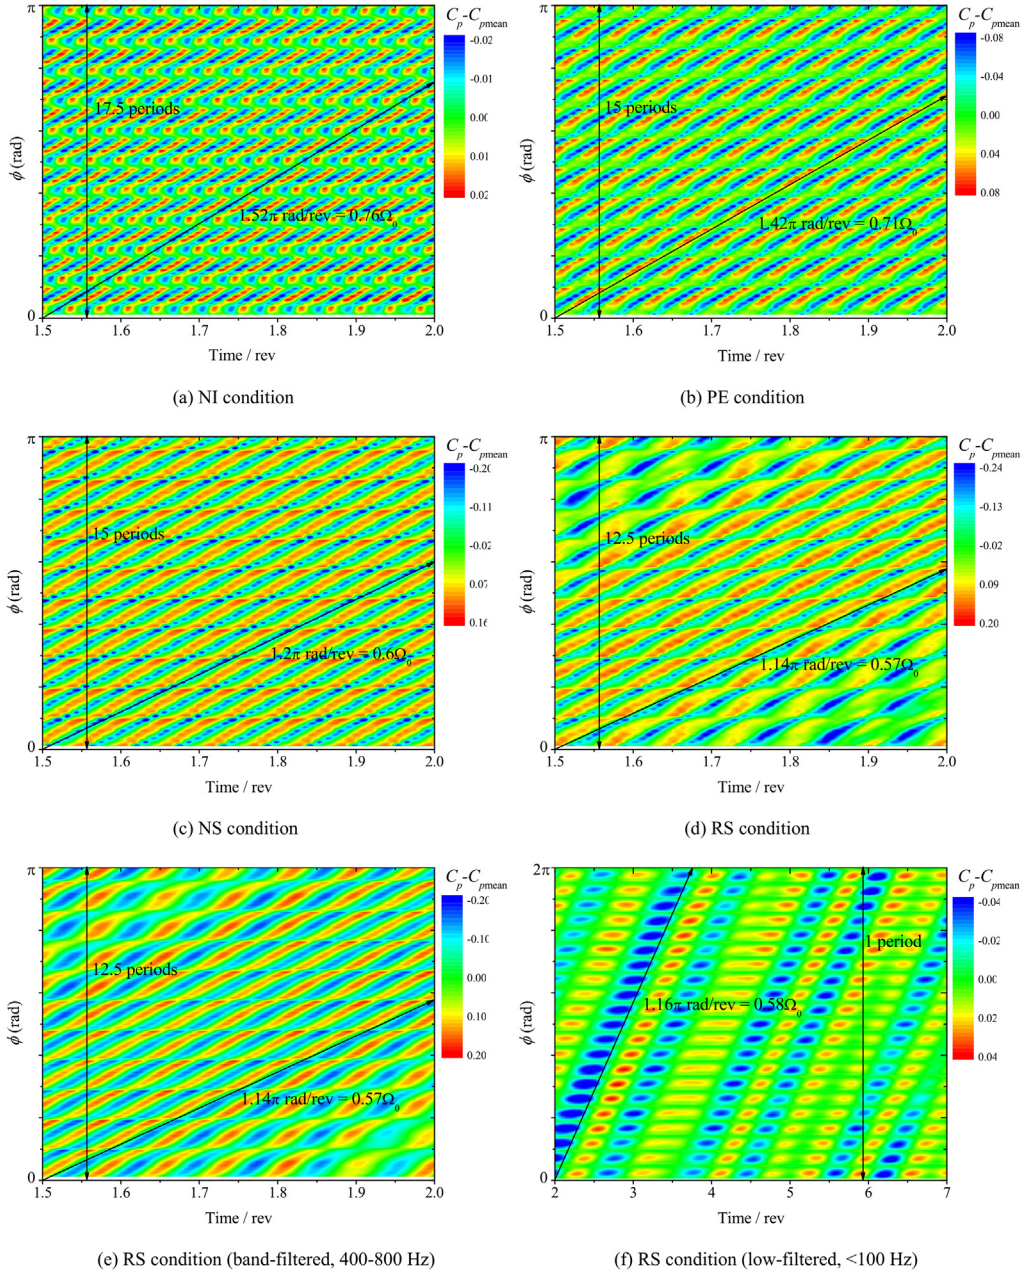 π
C_p-C_pmean
-0.02
-0.01
0.00
0.01
0.02
17.5 periods
1.52π rad/rev = 0.76Ω₀
ϕ (rad)
0
1.5 1.6 1.7 1.8 1.9 2.0
Time / rev
(a) NI condition
π
C_p-C_pmean
-0.08
-0.04
0.00
0.04
0.08
15 periods
1.42π rad/rev = 0.71Ω₀
ϕ (rad)
0
1.5 1.6 1.7 1.8 1.9 2.0
Time / rev
(b) PE condition
π
C_p-C_pmean
-0.20
-0.11
-0.02
0.07
0.16
15 periods
1.2π rad/rev = 0.6Ω₀
ϕ (rad)
0
1.5 1.6 1.7 1.8 1.9 2.0
Time / rev
(c) NS condition
π
C_p-C_pmean
-0.24
-0.13
-0.02
0.09
0.20
12.5 periods
1.14π rad/rev = 0.57Ω₀
ϕ (rad)
0
1.5 1.6 1.7 1.8 1.9 2.0
Time / rev
(d) RS condition
π
C_p-C_pmean
-0.20
-0.10
0.00
0.10
0.20
12.5 periods
1.14π rad/rev = 0.57Ω₀
ϕ (rad)
0
1.5 1.6 1.7 1.8 1.9 2.0
Time / rev
(e) RS condition (band-filtered, 400-800 Hz)
2π
C_p-C_pmean
-0.04
-0.02
0.00
0.02
0.04
1 period
1.16π rad/rev = 0.58Ω₀
ϕ (rad)
0
2 3 4 5 6 7
Time / rev
(f) RS condition (low-filtered, <100 Hz)